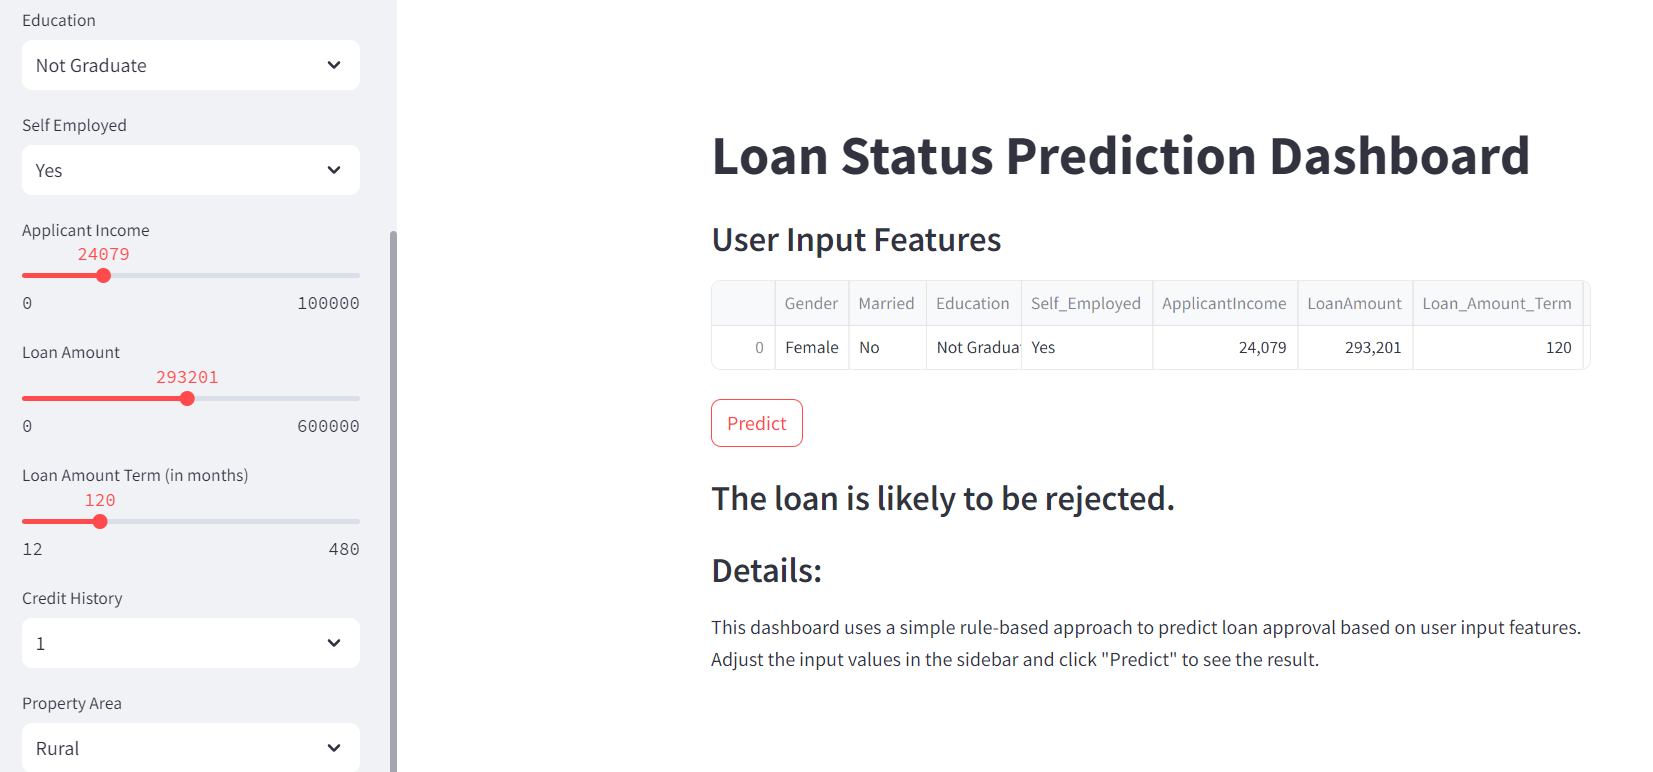 Education
Not Graduate
Self Employed
Yes
Applicant Income
24079
0 100000
Loan Amount
293201
0 600000
Loan Amount Term (in months)
120
12 480
Credit History
1
Property Area
Rural
Loan Status Prediction Dashboard
User Input Features
Gender Married Education Self_Employed ApplicantIncome LoanAmount Loan_Amount_Term
0 Female No Not Gradua Yes 24,079 293,201 120
Predict
The loan is likely to be rejected.
Details:
This dashboard uses a simple rule-based approach to predict loan approval based on user input features.
Adjust the input values in the sidebar and click "Predict" to see the result.